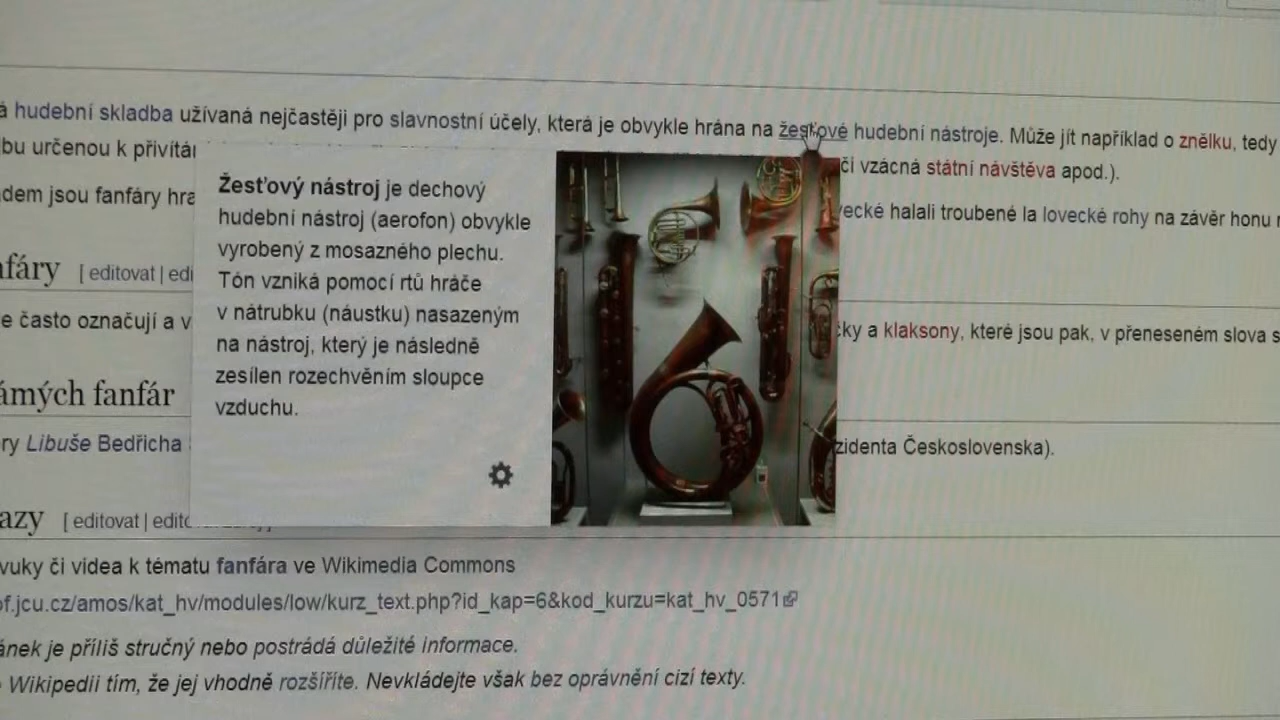 á hudební skladba užívaná nejčastěji pro slavnostní účely, která je obvykle hrána na žesťové hudební nástroje. Může jít například o znělku, tedy
bu určenou k přivítán
či vzácná státní návštěva apod.).
dem jsou fanfáry hra
vecké halali troubené la lovecké rohy na závěr honu
Žesťový nástroj je dechový
hudební nástroj (aerofon) obvykle
vyrobený z mosazného plechu.
Tón vzniká pomocí rtů hráče
v nátrubku (náustku) nasazeným
na nástroj, který je následně
zesílen rozechvěním sloupce
vzduchu.
nfáry [ editovat | edi
e často označují a v
čky a klaksony, které jsou pak, v přeneseném slova s
ámých fanfár
ry Libuše Bedřicha
zidenta Československa).
azy [ editovat | edito
vuky či videa k tématu fanfára ve Wikimedia Commons
of.jcu.cz/amos/kat_hv/modules/low/kurz_text.php?id_kap=6&kod_kurzu=kat_hv_0571
ánek je příliš stručný nebo postrádá důležité informace.
Wikipedii tím, že jej vhodně rozšíříte. Nevkládejte však bez oprávnění cizí texty.